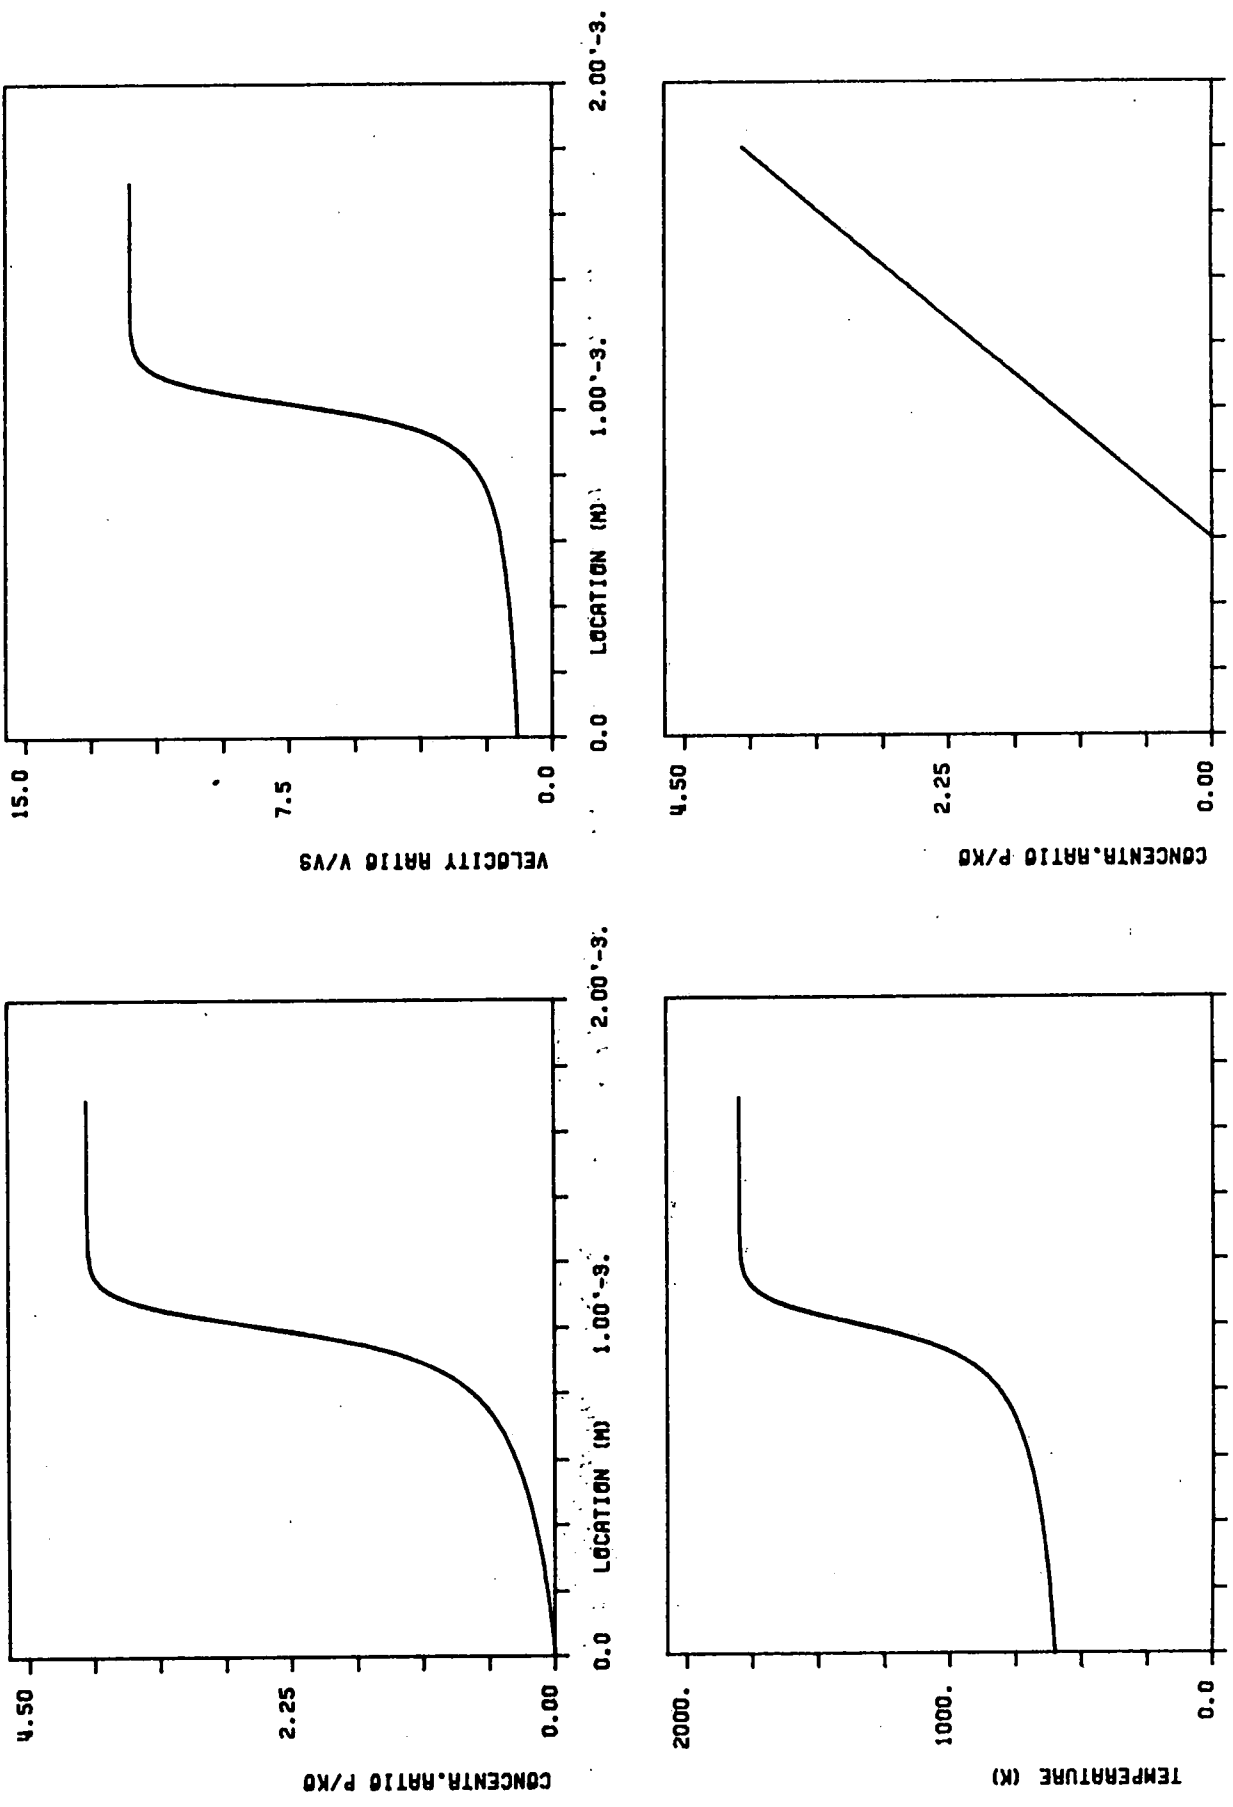 CONCENTR.RATIO P/KO
4.50
2.25
0.00
0.0 LOCATION (M) 1.00'-3. 2.00'-3.
VELOCITY RATIO V/VS
15.0
7.5
0.0
0.0 LOCATION (M) 1.00'-3. 2.00'-3.
TEMPERATURE (K)
2000.
1000.
0.0
CONCENTR.RATIO P/KO
4.50
2.25
0.00